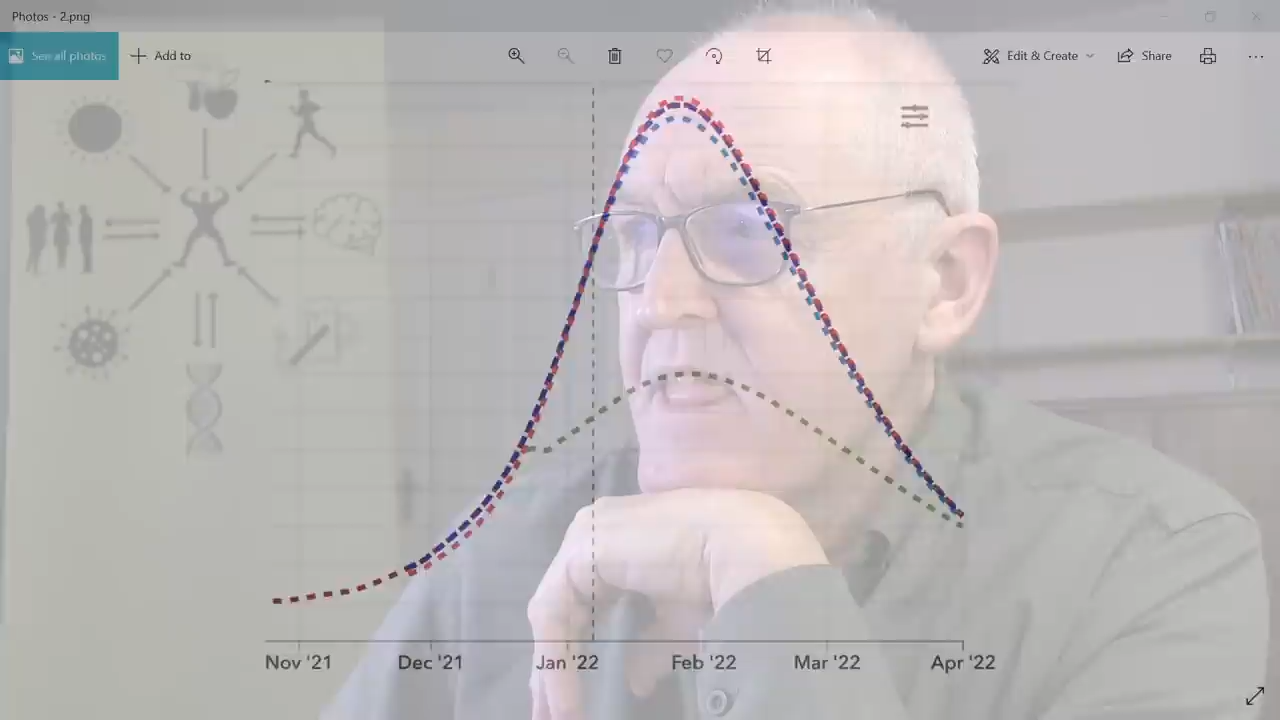 Photos - 2.png
See all photos
Add to
Edit & Create
Share
Nov '21
Dec '21
Jan '22
Feb '22
Mar '22
Apr '22